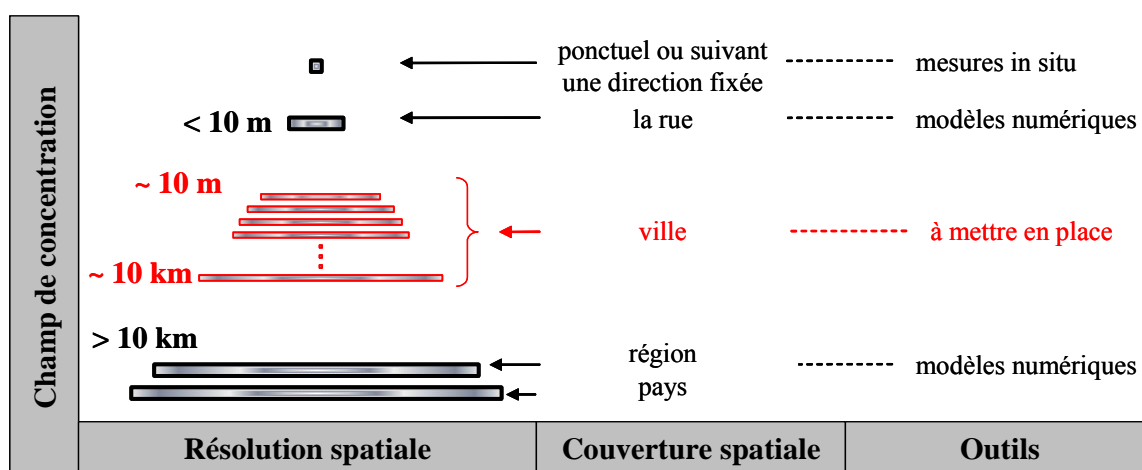 Champ de concentration
ponctuel ou suivant
une direction fixée
mesures in situ
< 10 m
la rue
modèles numériques
~ 10 m
ville
à mettre en place
~ 10 km
> 10 km
région
pays
modèles numériques
Résolution spatiale
Couverture spatiale
Outils